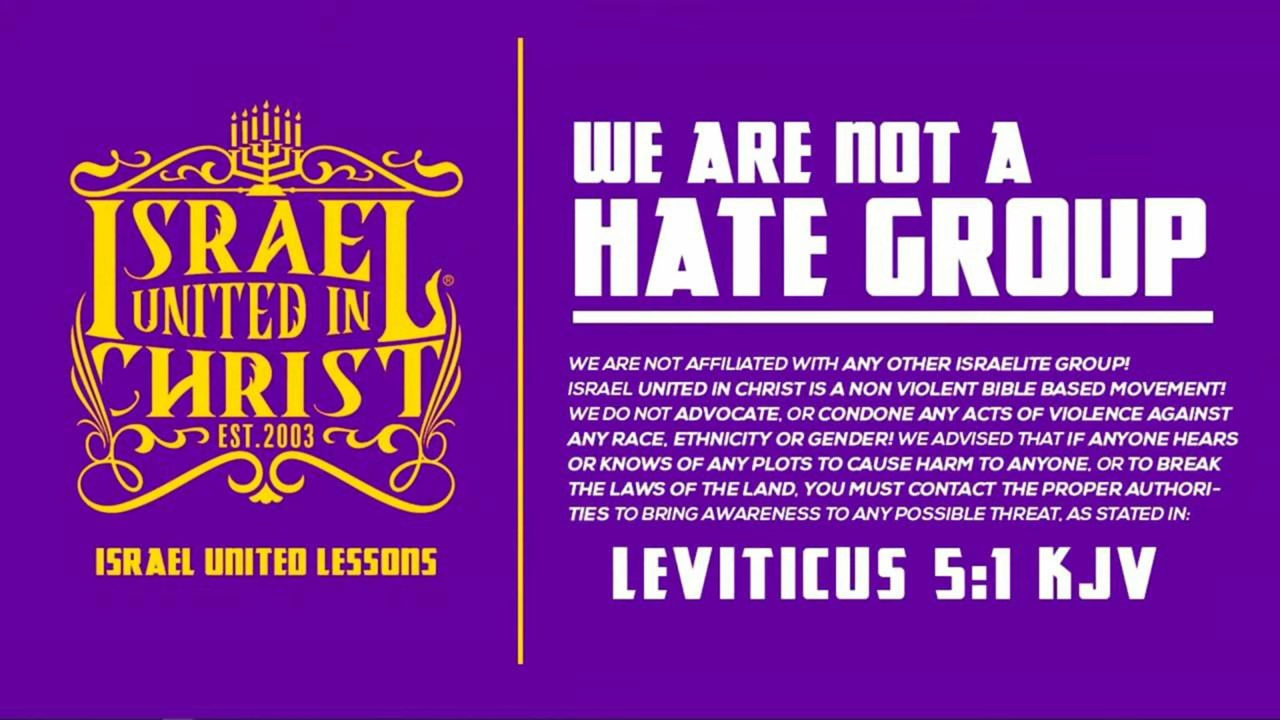 ISRAEL
UNITED IN
CHRIST
®
EST.2003
ISRAEL UNITED LESSONS
WE ARE NOT A
HATE GROUP
WE ARE NOT AFFILIATED WITH ANY OTHER ISRAELITE GROUP!
ISRAEL UNITED IN CHRIST IS A NON VIOLENT BIBLE BASED MOVEMENT!
WE DO NOT ADVOCATE, OR CONDONE ANY ACTS OF VIOLENCE AGAINST
ANY RACE, ETHNICITY OR GENDER! WE ADVISED THAT IF ANYONE HEARS
OR KNOWS OF ANY PLOTS TO CAUSE HARM TO ANYONE, OR TO BREAK
THE LAWS OF THE LAND, YOU MUST CONTACT THE PROPER AUTHORI-
TIES TO BRING AWARENESS TO ANY POSSIBLE THREAT, AS STATED IN:
LEVITICUS 5:1 KJV